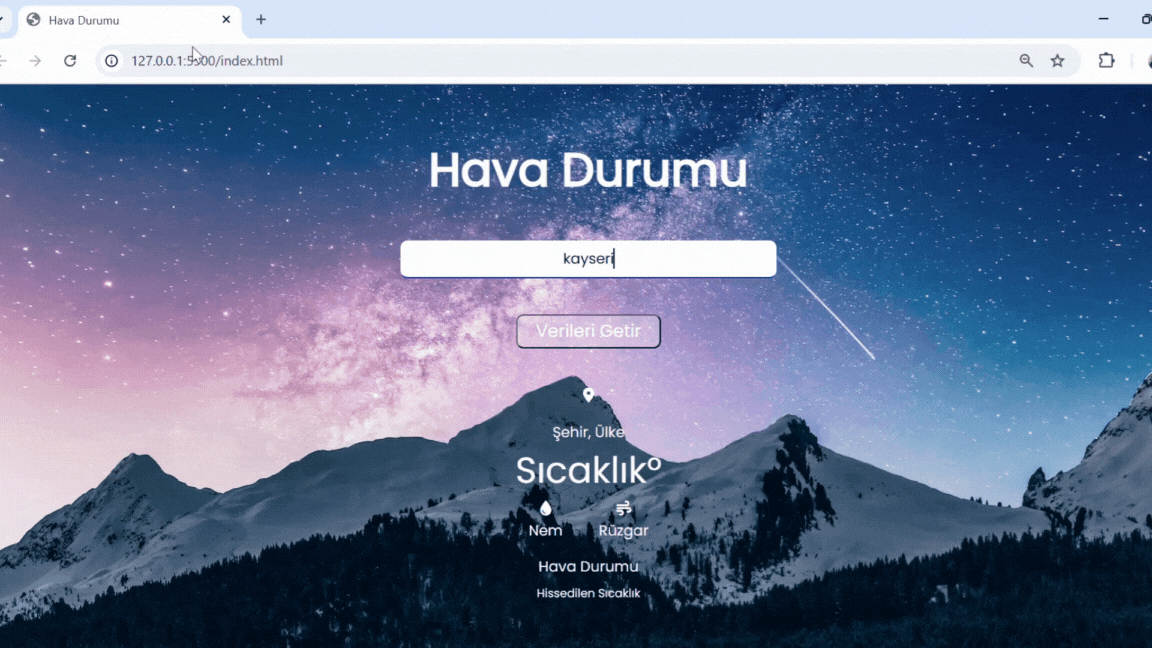 Hava Durumu
127.0.0.1:5500/index.html
Hava Durumu
kayseri
Verileri Getir
Şehir, Ülke
Sıcaklık°
Nem Rüzgar
Hava Durumu
Hissedilen Sıcaklık